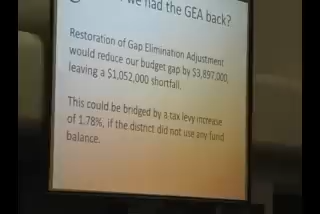 we had the GEA back?
Restoration of Gap Elimination Adjustment
would reduce our budget gap by $3,897,000,
leaving a $1,052,000 shortfall.
This could be bridged by a tax levy increase
of 1.78%, if the district did not use any fund
balance.